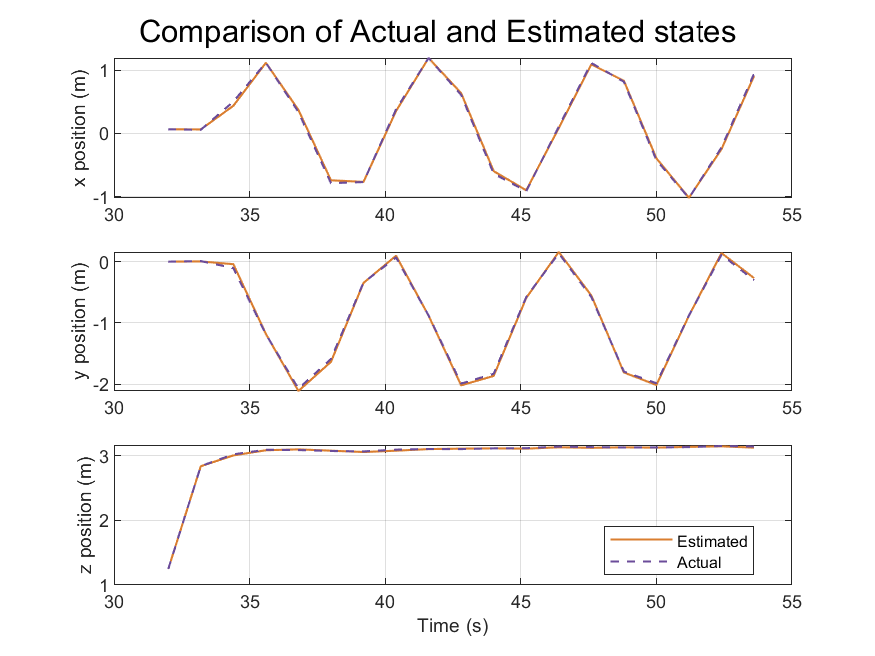 Comparison of Actual and Estimated states
x position (m)
1
0
-1
30 35 40 45 50 55
y position (m)
0
-1
-2
30 35 40 45 50 55
z position (m)
3
2
1
Estimated
Actual
30 35 40 45 50 55
Time (s)